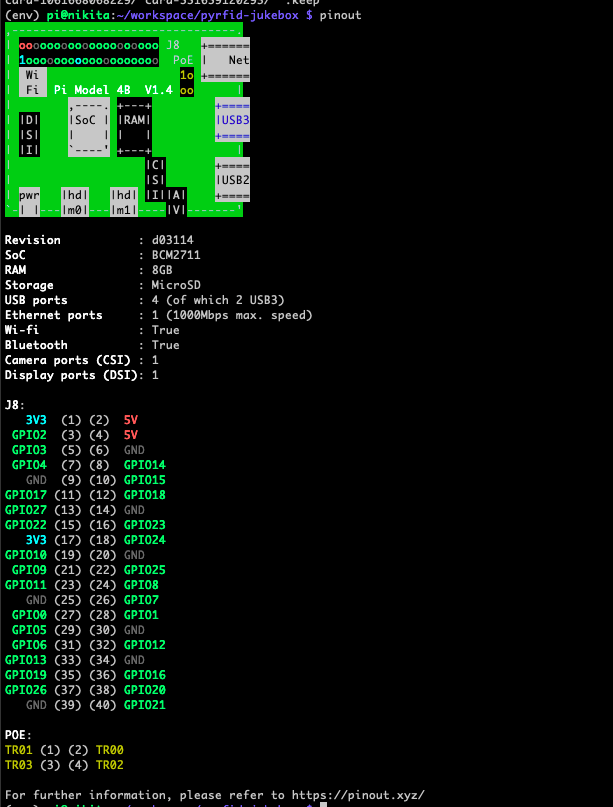 card-1061668068229/ card-331639120293/ .keep
(env) pi@nikita:~/workspace/pyrfid-jukebox $ pinout
,--------------------------------.
| oooooooooooooooooooo J8   +======
| 1ooooooooooooooooooo  PoE |   Net
|  Wi                    1o +======
|  Fi  Pi Model 4B  V1.4 oo      |
|        ,----. +---+         +====
| |D|    |SoC | |RAM|         |USB3
| |S|    |    | |   |         +====
| |I|    `----' +---+            |
|                   |C|       +====
|                   |S|       |USB2
| pwr   |hd|   |hd| |I||A|    +====
`-| |---|m0|---|m1|----|V|-------'
Revision           : d03114
SoC                : BCM2711
RAM                : 8GB
Storage            : MicroSD
USB ports          : 4 (of which 2 USB3)
Ethernet ports     : 1 (1000Mbps max. speed)
Wi-fi              : True
Bluetooth          : True
Camera ports (CSI) : 1
Display ports (DSI): 1
J8:
   3V3  (1) (2)  5V
 GPIO2  (3) (4)  5V
 GPIO3  (5) (6)  GND
 GPIO4  (7) (8)  GPIO14
   GND  (9) (10) GPIO15
GPIO17 (11) (12) GPIO18
GPIO27 (13) (14) GND
GPIO22 (15) (16) GPIO23
   3V3 (17) (18) GPIO24
GPIO10 (19) (20) GND
 GPIO9 (21) (22) GPIO25
GPIO11 (23) (24) GPIO8
   GND (25) (26) GPIO7
 GPIO0 (27) (28) GPIO1
 GPIO5 (29) (30) GND
 GPIO6 (31) (32) GPIO12
GPIO13 (33) (34) GND
GPIO19 (35) (36) GPIO16
GPIO26 (37) (38) GPIO20
   GND (39) (40) GPIO21
POE:
TR01 (1) (2) TR00
TR03 (3) (4) TR02
For further information, please refer to https://pinout.xyz/